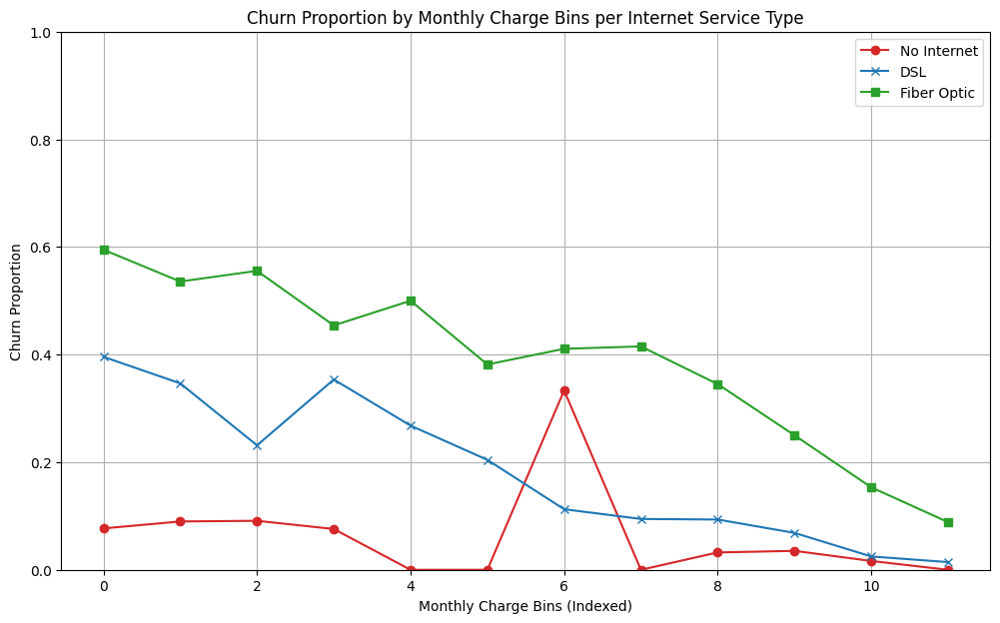 Churn Proportion by Monthly Charge Bins per Internet Service Type
No Internet
DSL
Fiber Optic
Churn Proportion
1.0
0.8
0.6
0.4
0.2
0.0
0 2 4 6 8 10
Monthly Charge Bins (Indexed)